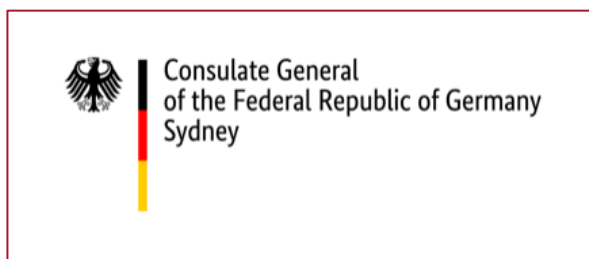 Consulate General
of the Federal Republic of Germany
Sydney